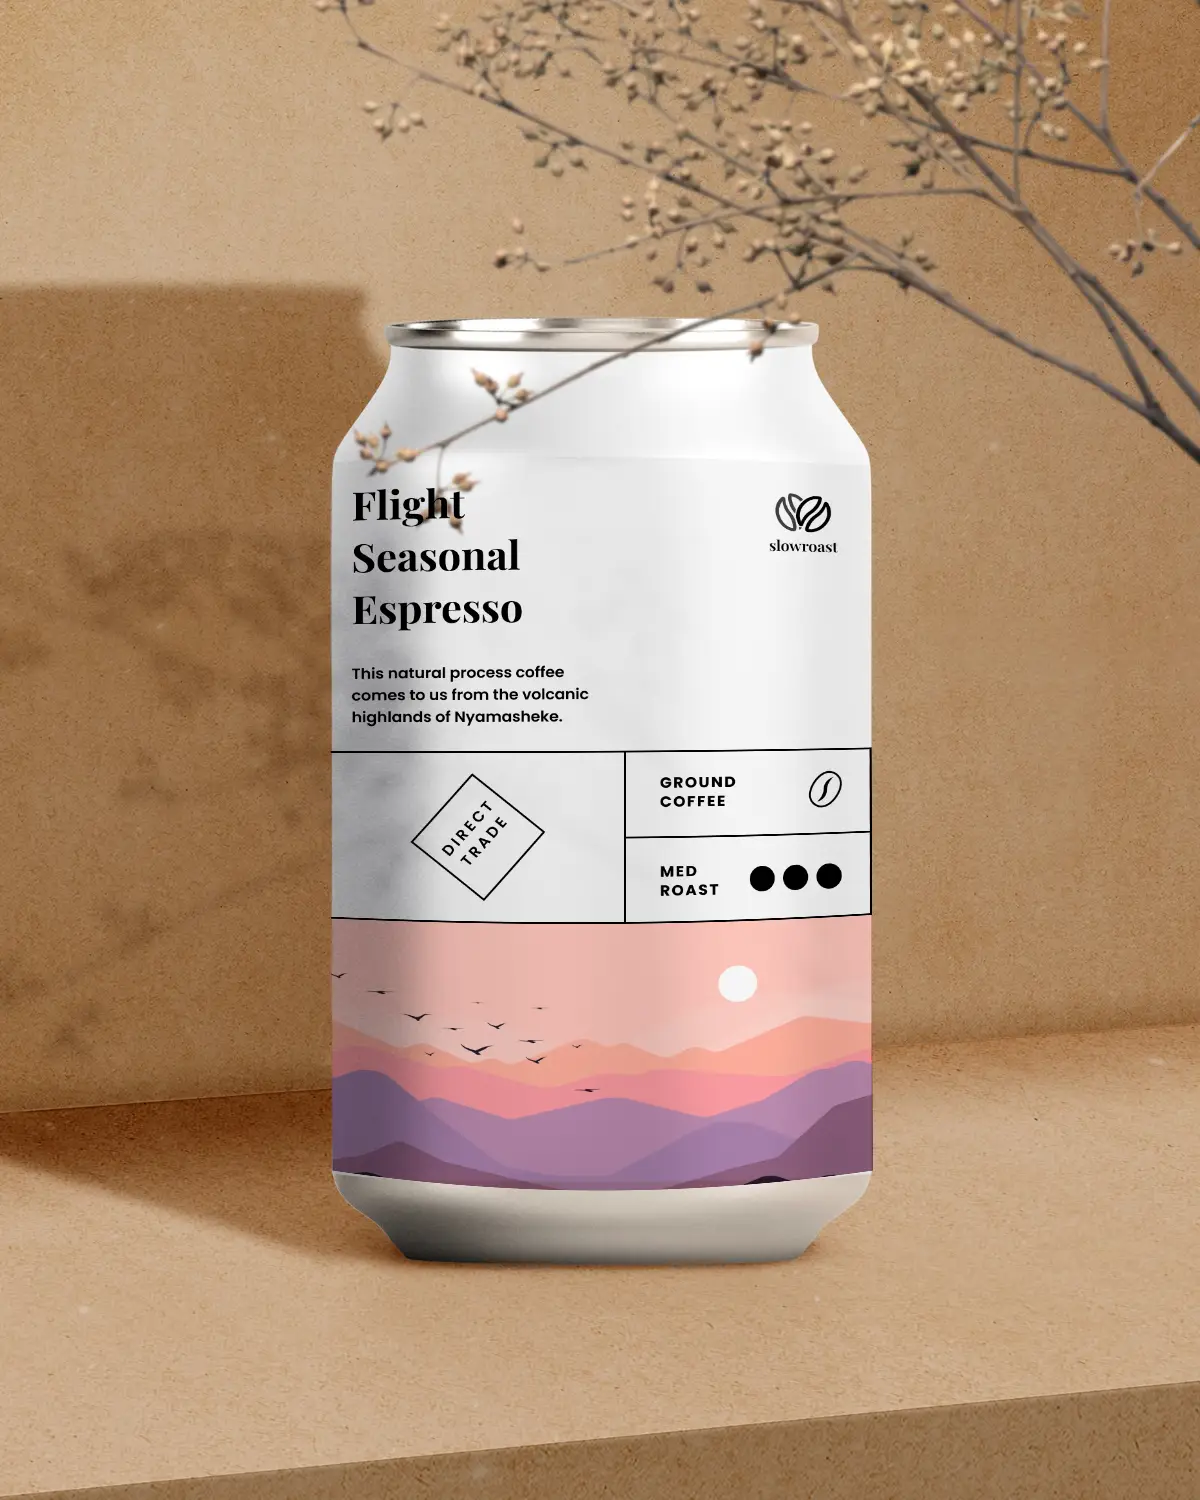 Flight
Seasonal
Espresso
slowroast
This natural process coffee
comes to us from the volcanic
highlands of Nyamasheke.
DIRECT
TRADE
GROUND
COFFEE
MED
ROAST